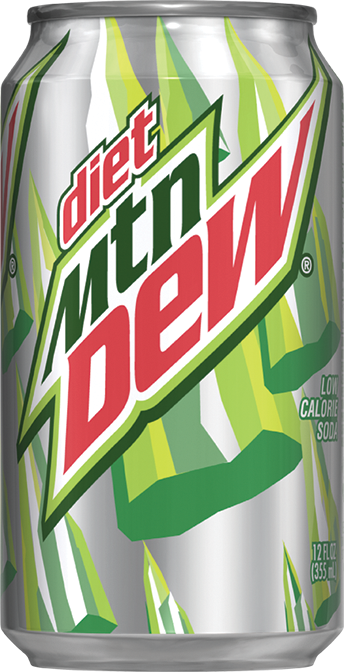 diet
Mtn
Dew
®
®
LOW
CALORIE
SODA
12 FL OZ
(355 mL)